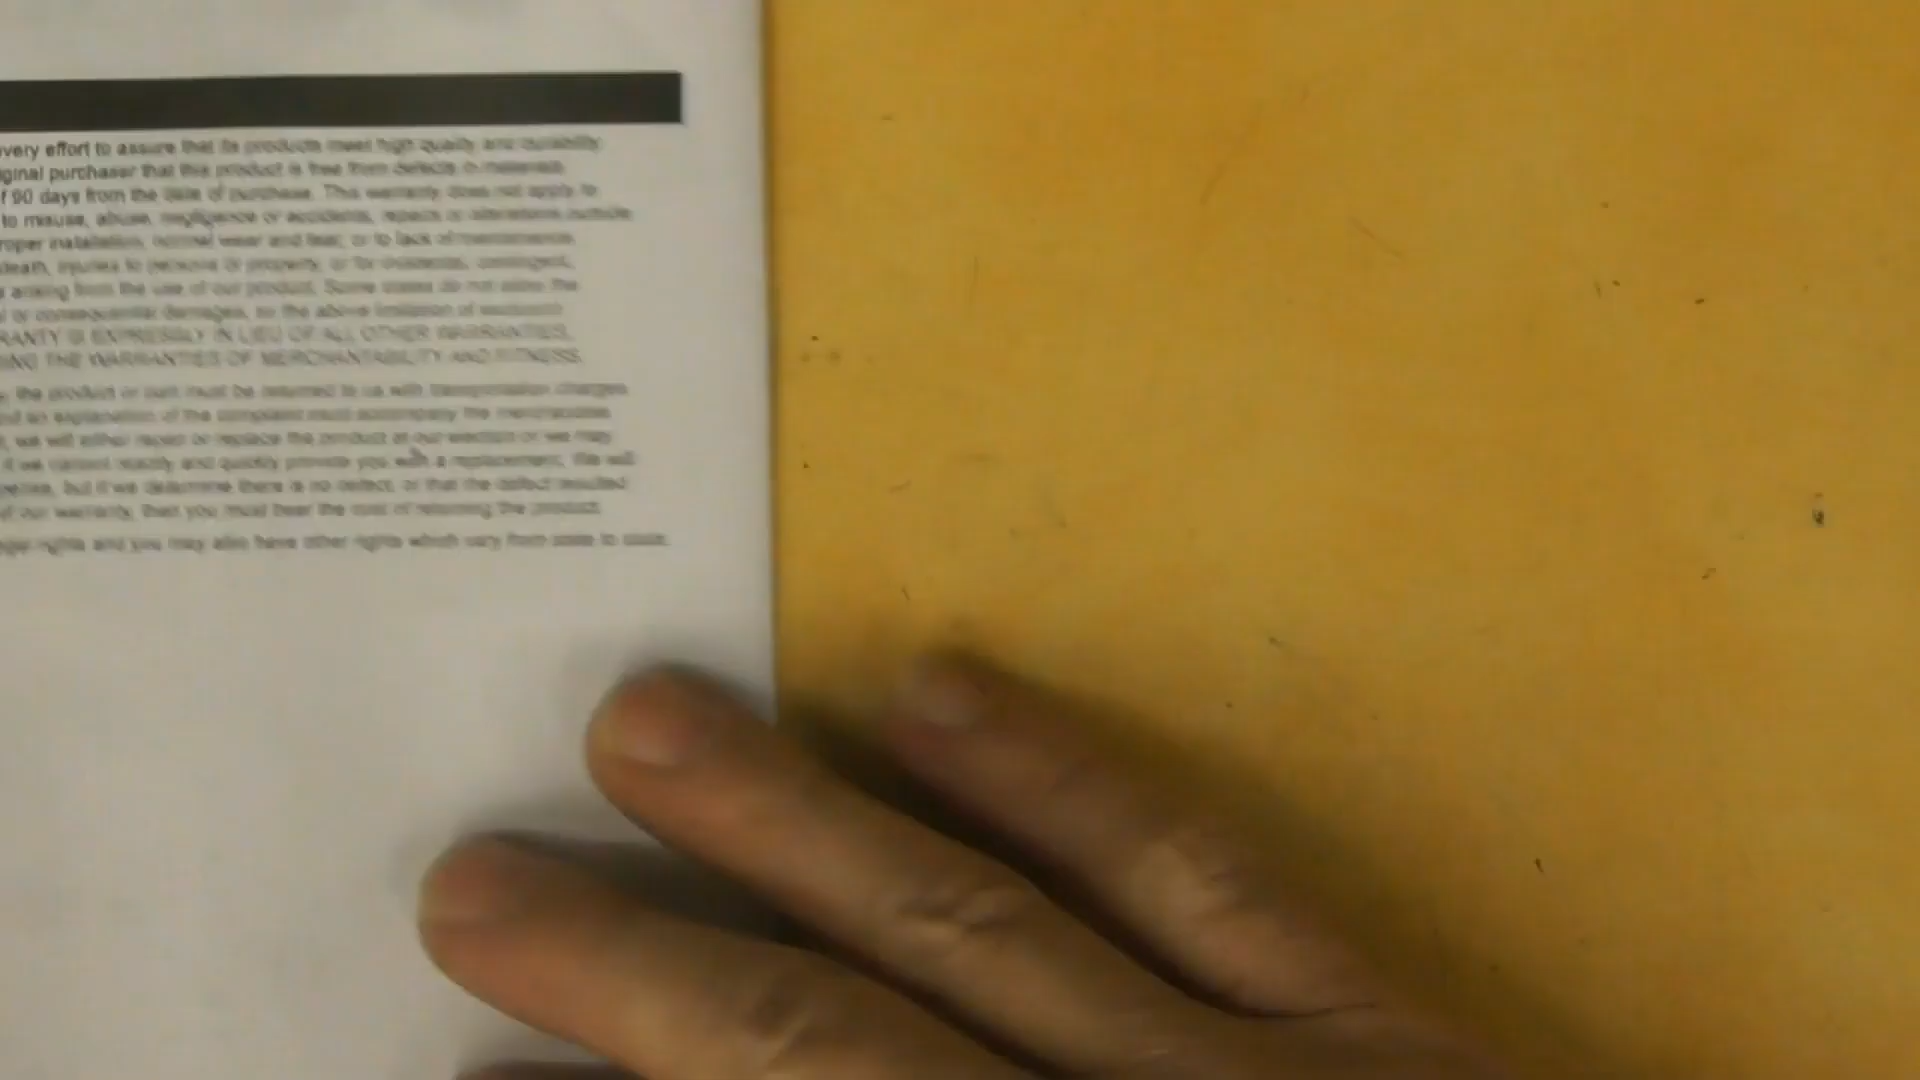 very effort to assure that its products meet high quality and durability
ginal purchaser that this product is free from defects in materials
f 90 days from the date of purchase. This warranty does not apply to
to misuse, abuse, negligence or accidents, repairs or alterations outside
roper installation, normal wear and tear, or to lack of maintenance.
death, injuries to persons or property, or for incidental, contingent,
s arising from the use of our product. Some states do not allow the
l or consequential damages, so the above limitation of exclusion
RANTY IS EXPRESSLY IN LIEU OF ALL OTHER WARRANTIES,
ING THE WARRANTIES OF MERCHANTABILITY AND FITNESS.
, the product or part must be returned to us with transportation charges
nd an explanation of the complaint must accompany the merchandise.
t, we will either repair or replace the product at our election or we may
if we cannot readily and quickly provide you with a replacement. We will
pense, but if we determine there is no defect, or that the defect resulted
of our warranty, then you must bear the cost of returning the product.
egal rights and you may also have other rights which vary from state to state.